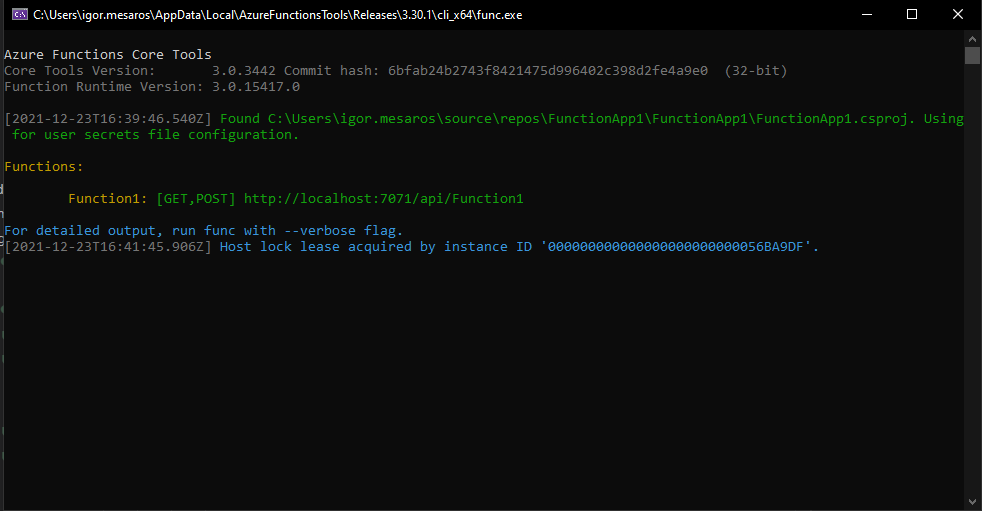 C:\Users\igor.mesaros\AppData\Local\AzureFunctionsTools\Releases\3.30.1\cli_x64\func.exe
Azure Functions Core Tools
Core Tools Version:       3.0.3442 Commit hash: 6bfab24b2743f8421475d996402c398d2fe4a9e0  (32-bit)
Function Runtime Version: 3.0.15417.0
[2021-12-23T16:39:46.540Z] Found C:\Users\igor.mesaros\source\repos\FunctionApp1\FunctionApp1\FunctionApp1.csproj. Using
for user secrets file configuration.
Functions:
Function1: [GET,POST] http://localhost:7071/api/Function1
For detailed output, run func with --verbose flag.
[2021-12-23T16:41:45.906Z] Host lock lease acquired by instance ID '000000000000000000000000056BA9DF'.